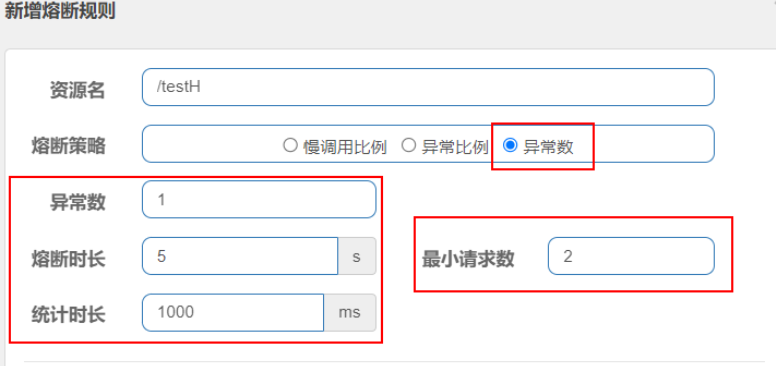 新增熔断规则
资源名 /testH
熔断策略 慢调用比例 异常比例 异常数
异常数 1
熔断时长 5 s 最小请求数 2
统计时长 1000 ms